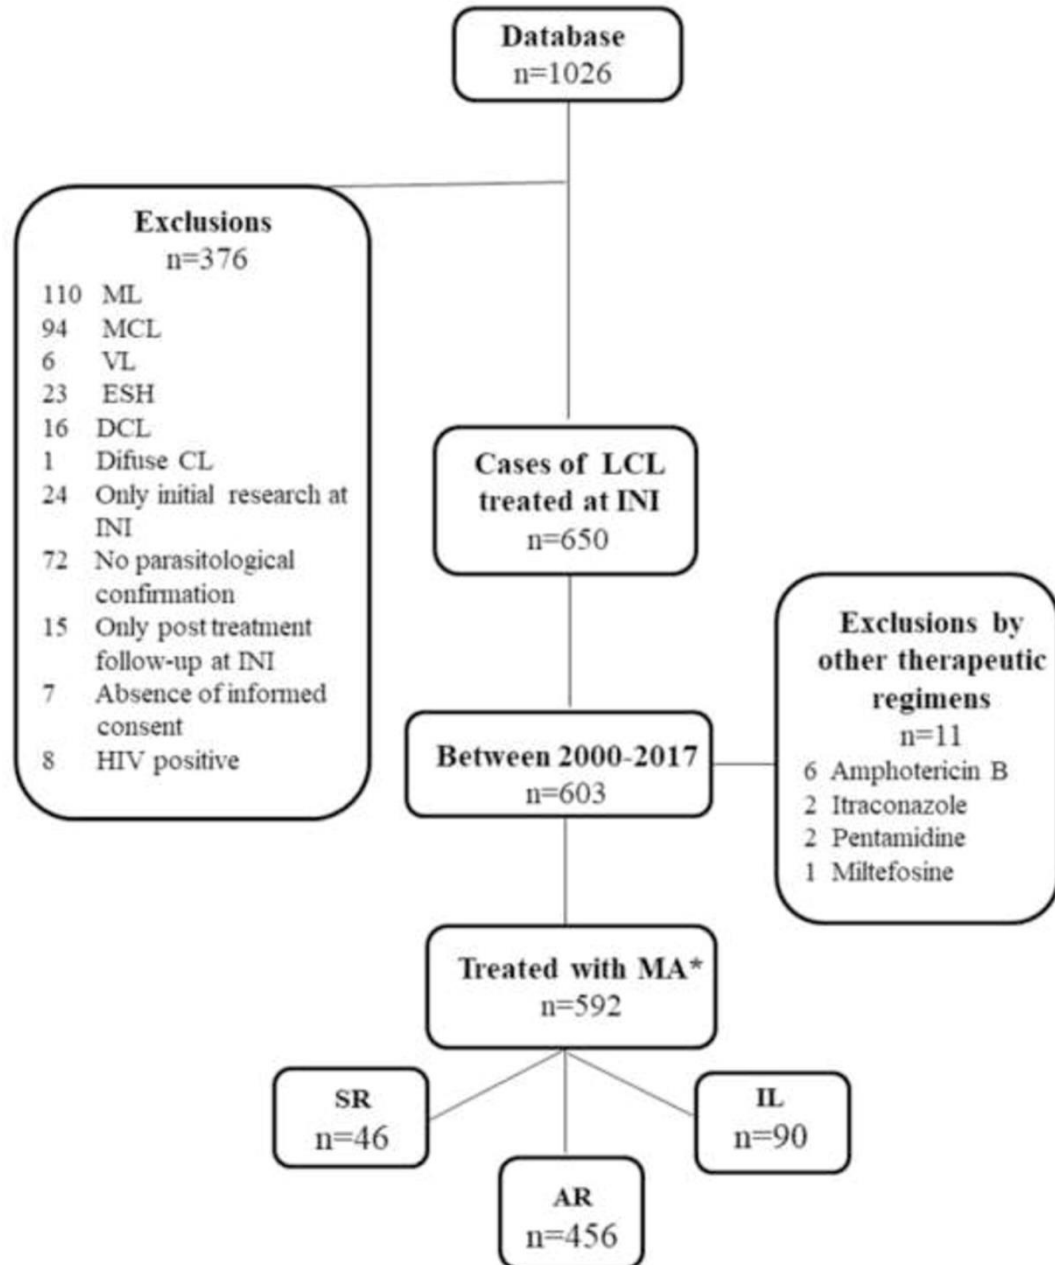 Database
n=1026
Exclusions
n=376
110 ML
94 MCL
6 VL
23 ESH
16 DCL
1 Difuse CL
24 Only initial research at
INI
72 No parasitological
confirmation
15 Only post treatment
follow-up at INI
7 Absence of informed
consent
8 HIV positive
Cases of LCL
treated at INI
n=650
Exclusions by
other therapeutic
regimens
n=11
6 Amphotericin B
2 Itraconazole
2 Pentamidine
1 Miltefosine
Between 2000-2017
n=603
Treated with MA*
n=592
SR
n=46
IL
n=90
AR
n=456